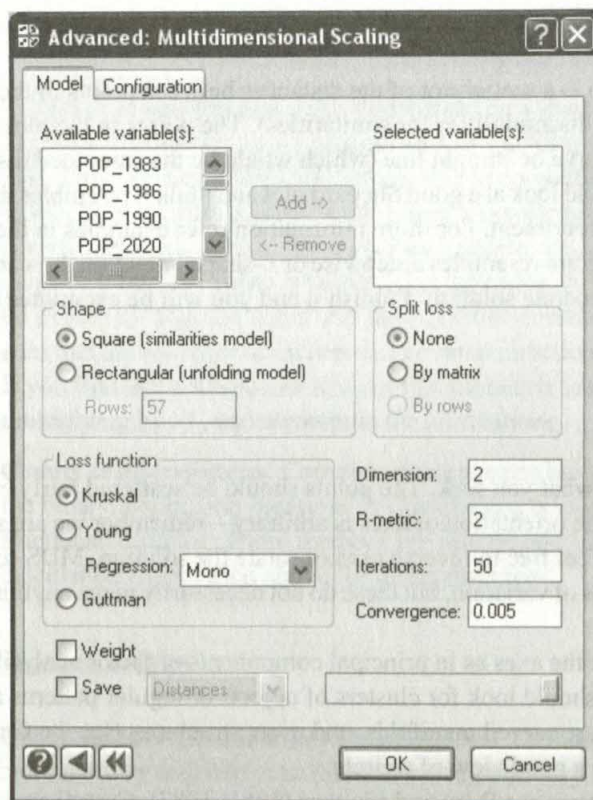 Advanced: Multidimensional Scaling
Model
Configuration
Available variable(s):
POP_1983
POP_1986
POP_1990
POP_2020
Add -->
<-- Remove
Selected variable(s):
Shape
Square (similarities model)
Rectangular (unfolding model)
Rows: 57
Split loss
None
By matrix
By rows
Loss function
Kruskal
Young
Regression: Mono
Guttman
Dimension: 2
R-metric: 2
Iterations: 50
Convergence: 0.005
Weight
Save Distances
OK
Cancel